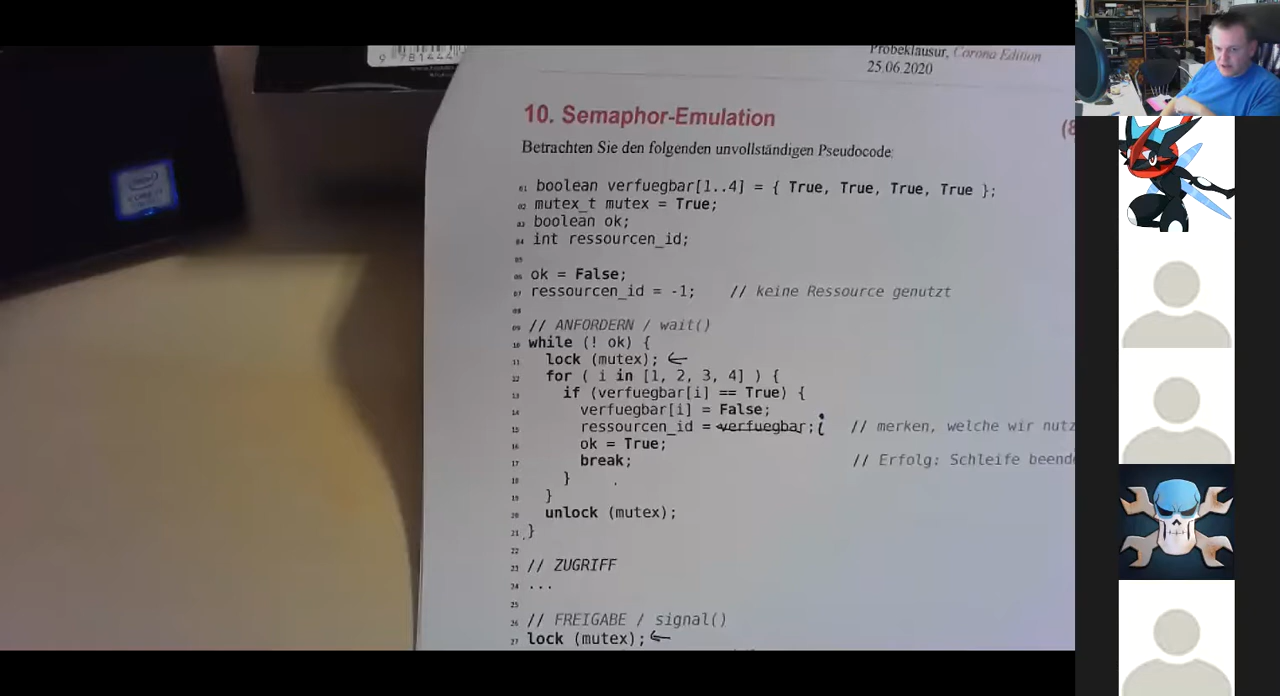 9 781444
Probeklausur, Corona Edition
25.06.2020
10. Semaphor-Emulation
(8
Betrachten Sie den folgenden unvollständigen Pseudocode:
01 boolean verfuegbar[1..4] = { True, True, True, True };
02 mutex_t mutex = True;
03 boolean ok;
04 int ressourcen_id;
05
06 ok = False;
07 ressourcen_id = -1; // keine Ressource genutzt
08
09 // ANFORDERN / wait()
10 while (! ok) {
11 lock (mutex); ←
12 for ( i in [1, 2, 3, 4] ) {
13 if (verfuegbar[i] == True) {
14 verfuegbar[i] = False;
15 ressourcen_id = verfuegbar; i // merken, welche wir nutz
16 ok = True;
17 break; // Erfolg: Schleife beend
18 }
19 }
20 unlock (mutex);
21 }
22
23 // ZUGRIFF
24 ...
25
26 // FREIGABE / signal()
27 lock (mutex); ←